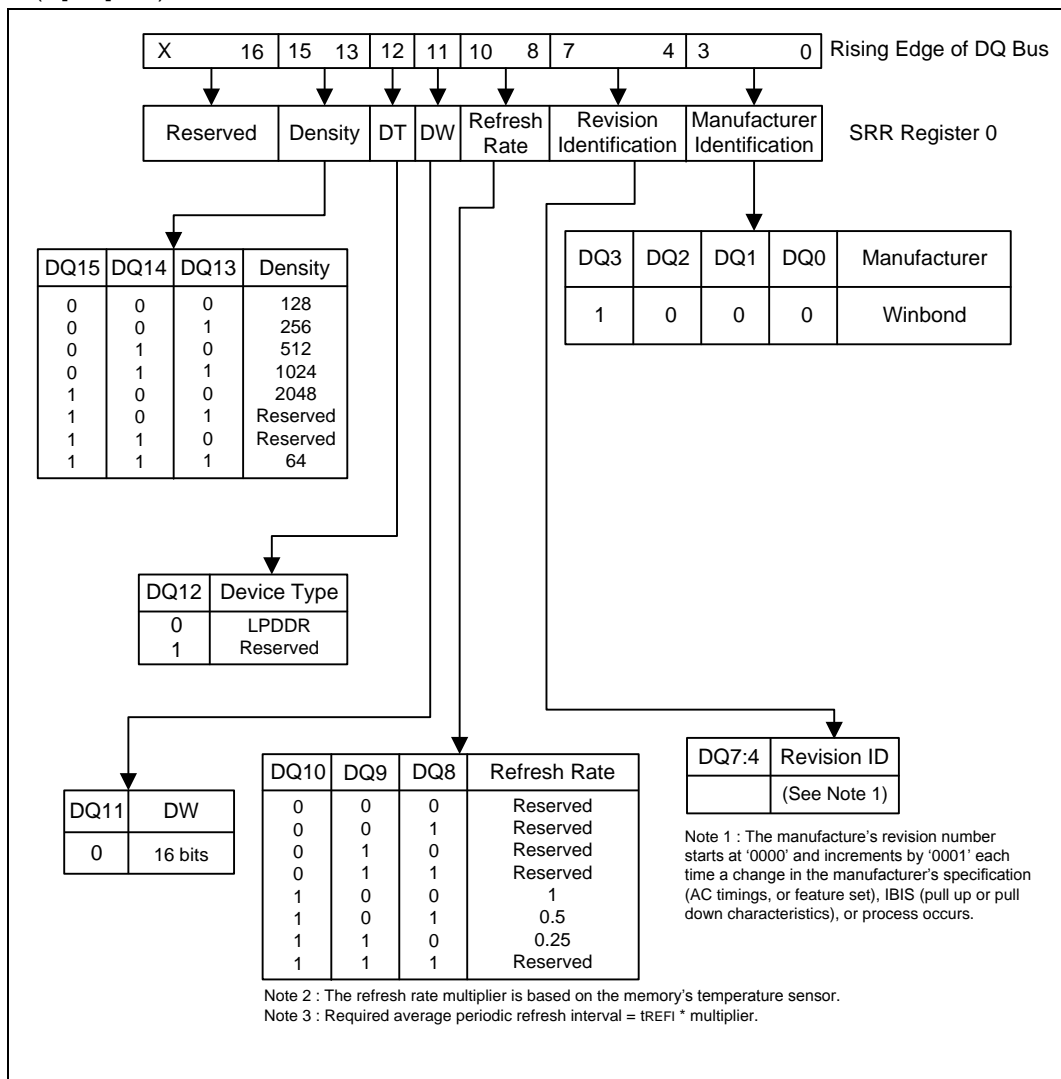 X 16 15 13 12 11 10 8 7 4 3 0 Rising Edge of DQ Bus
Reserved Density DT DW Refresh Rate Revision Identification Manufacturer Identification SRR Register 0
DQ15 DQ14 DQ13 Density
0 0 0 128
0 0 1 256
0 1 0 512
0 1 1 1024
1 0 0 2048
1 0 1 Reserved
1 1 0 Reserved
1 1 1 64
DQ3 DQ2 DQ1 DQ0 Manufacturer
1 0 0 0 Winbond
DQ12 Device Type
0 LPDDR
1 Reserved
DQ11 DW
0 16 bits
DQ10 DQ9 DQ8 Refresh Rate
0 0 0 Reserved
0 0 1 Reserved
0 1 0 Reserved
0 1 1 Reserved
1 0 0 1
1 0 1 0.5
1 1 0 0.25
1 1 1 Reserved
DQ7:4 Revision ID
(See Note 1)
Note 1 : The manufacture's revision number
starts at '0000' and increments by '0001' each
time a change in the manufacturer's specification
(AC timings, or feature set), IBIS (pull up or pull
down characteristics), or process occurs.
Note 2 : The refresh rate multiplier is based on the memory's temperature sensor.
Note 3 : Required average periodic refresh interval = tREFI * multiplier.